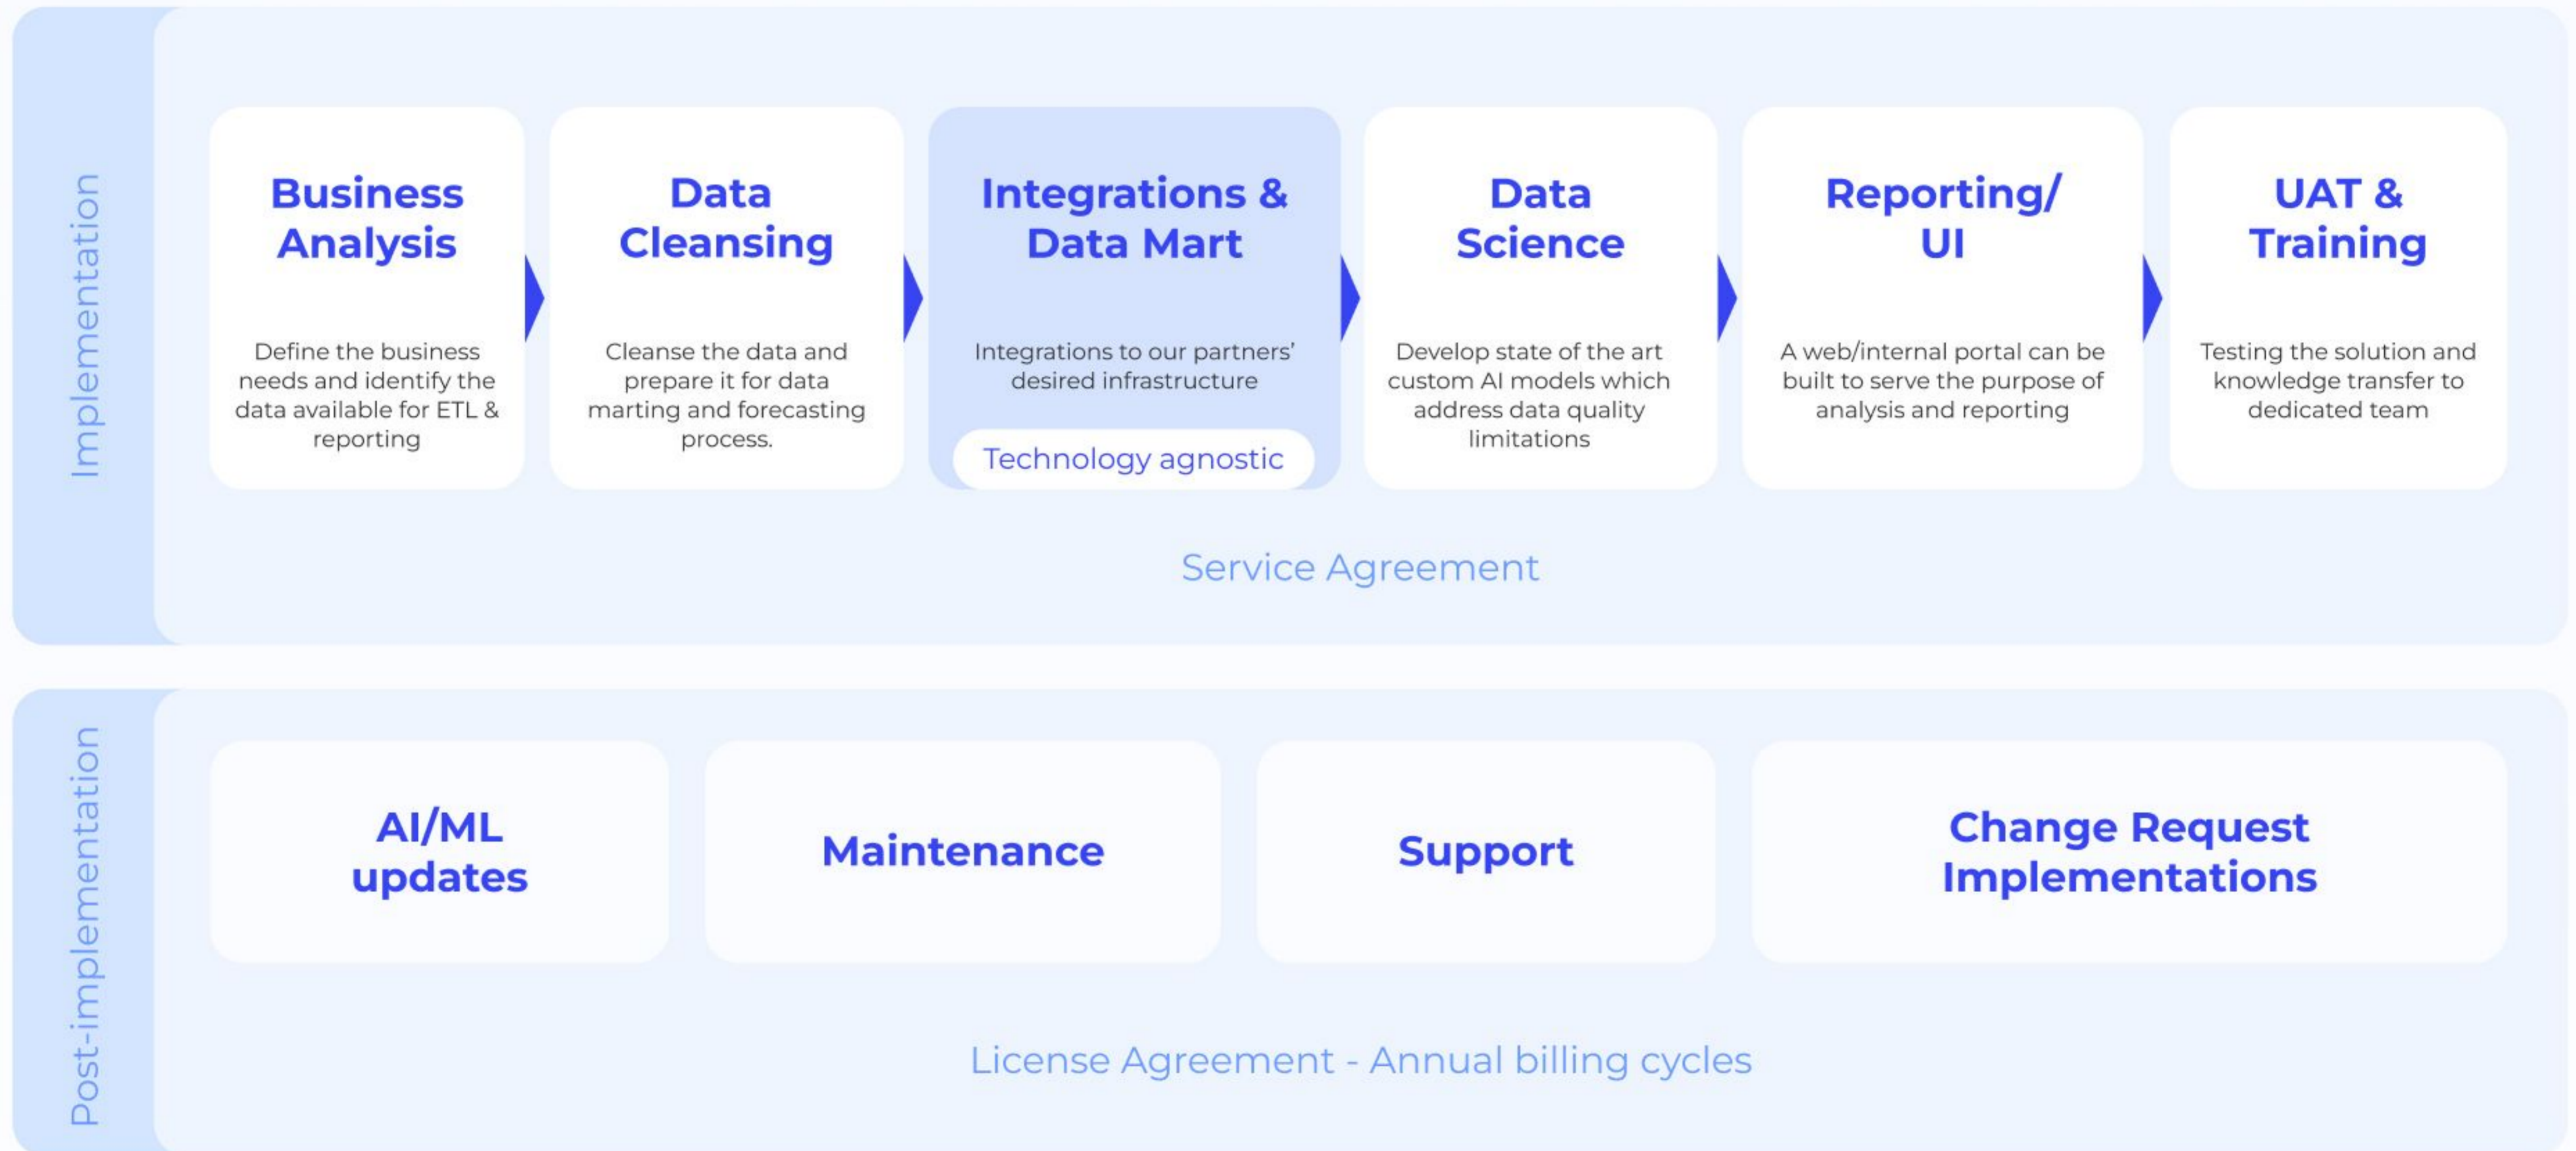 Implementation
Business
Analysis
Define the business
needs and identify the
data available for ETL &
reporting
Data
Cleansing
Cleanse the data and
prepare it for data
marting and forecasting
process.
Integrations &
Data Mart
Integrations to our partners’
desired infrastructure
Technology agnostic
Data
Science
Develop state of the art
custom AI models which
address data quality
limitations
Reporting/
UI
A web/internal portal can be
built to serve the purpose of
analysis and reporting
UAT &
Training
Testing the solution and
knowledge transfer to
dedicated team
Service Agreement
Post-implementation
AI/ML
updates
Maintenance
Support
Change Request
Implementations
License Agreement - Annual billing cycles